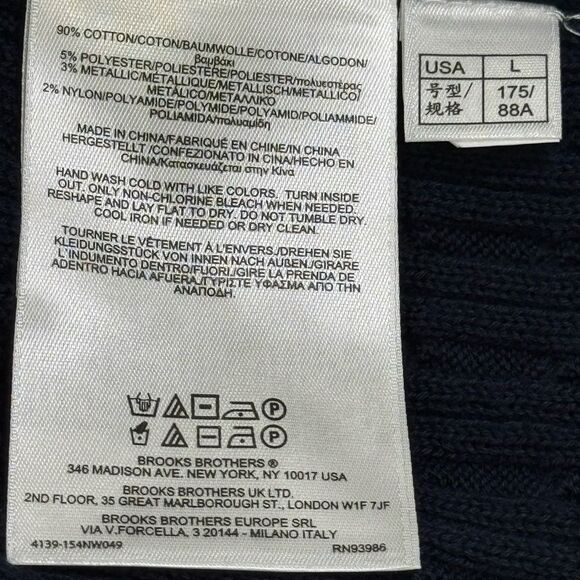 90% COTTON/COTON/BAUMWOLLE/COTONE/ALGODON/
βαμβάκι
5% POLYESTER/POLIESTERE/POLIESTER/πολυεστέρας
3% METALLIC/METALLIQUE/METALLISCH/METALLICO/
METÁLICO/ΜΕΤΑΛΛΙΚΟ
2% NYLON/POLYAMIDE/POLYMIDE/POLYAMID/POLIAMMIDE/
POLIAMIDA/πολυαμίδη
MADE IN CHINA/FABRIQUÉ EN CHINE/IN CHINA
HERGESTELLT /CONFEZIONATO IN CINA/HECHO EN
CHINA/Κατασκευάζεται στην Κίνα
HAND WASH COLD WITH LIKE COLORS. TURN INSIDE
OUT. ONLY NON-CHLORINE BLEACH WHEN NEEDED.
RESHAPE AND LAY FLAT TO DRY. DO NOT TUMBLE DRY.
COOL IRON IF NEEDED OR DRY CLEAN.
TOURNER LE VÊTEMENT À L'ENVERS./DREHEN SIE
KLEIDUNGSSTÜCK VON INNEN NACH AUßEN./GIRARE
L'INDUMENTO DENTRO/FUORI./GIRE LA PRENDA DE
ADENTRO HACIA AFUERA/ΓΥΡΙΣΤΕ ΥΦΑΣΜΑ ΑΠΟ ΤΗΝ
ΑΝΑΠΟΔΗ.
P
P
BROOKS BROTHERS ®
346 MADISON AVE. NEW YORK, NY 10017 USA
BROOKS BROTHERS UK LTD.
2ND FLOOR, 35 GREAT MARLBOROUGH ST., LONDON W1F 7JF
BROOKS BROTHERS EUROPE SRL
VIA V.FORCELLA, 3 20144 - MILANO ITALY
4139-154NW049 RN93986
USA L
号型/ 175/
规格 88A